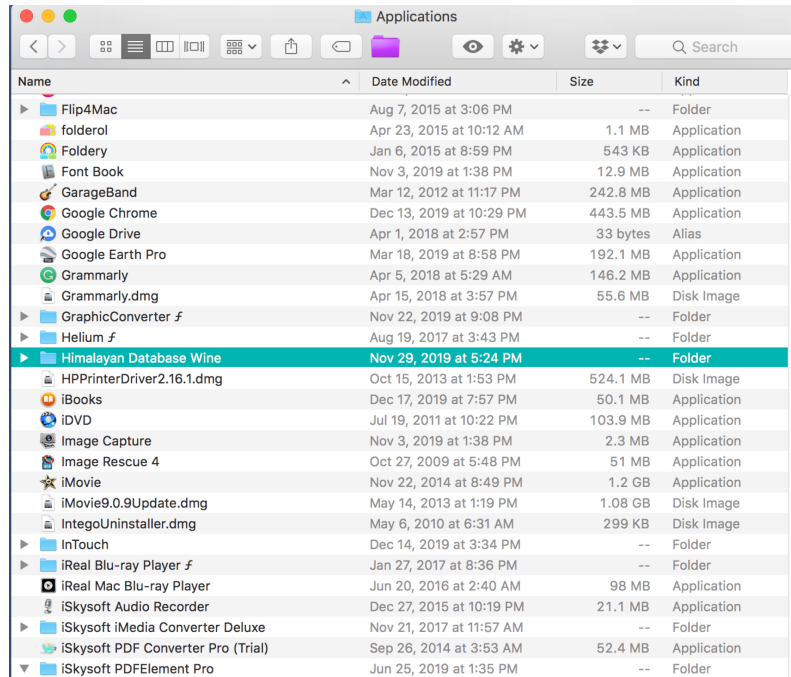 Applications
Search
Name Date Modified Size Kind
Flip4Mac Aug 7, 2015 at 3:06 PM -- Folder
folderol Apr 23, 2015 at 10:12 AM 1.1 MB Application
Foldery Jan 6, 2015 at 8:59 PM 543 KB Application
Font Book Nov 3, 2019 at 1:38 PM 12.9 MB Application
GarageBand Mar 12, 2012 at 11:17 PM 242.8 MB Application
Google Chrome Dec 13, 2019 at 10:29 PM 443.5 MB Application
Google Drive Apr 1, 2018 at 2:57 PM 33 bytes Alias
Google Earth Pro Mar 18, 2019 at 8:58 PM 192.1 MB Application
Grammarly Apr 5, 2018 at 5:29 AM 146.2 MB Application
Grammarly.dmg Apr 15, 2018 at 3:57 PM 55.6 MB Disk Image
GraphicConverter ƒ Nov 22, 2019 at 9:08 PM -- Folder
Helium ƒ Aug 19, 2017 at 3:43 PM -- Folder
Himalayan Database Wine Nov 29, 2019 at 5:24 PM -- Folder
HPPrinterDriver2.16.1.dmg Oct 15, 2013 at 1:53 PM 524.1 MB Disk Image
iBooks Dec 17, 2019 at 7:57 PM 50.1 MB Application
iDVD Jul 19, 2011 at 10:22 PM 103.9 MB Application
Image Capture Nov 3, 2019 at 1:38 PM 2.3 MB Application
Image Rescue 4 Oct 27, 2009 at 5:48 PM 51 MB Application
iMovie Nov 22, 2014 at 8:49 PM 1.2 GB Application
iMovie9.0.9Update.dmg May 14, 2013 at 1:19 PM 1.08 GB Disk Image
IntegoUninstaller.dmg May 6, 2010 at 6:31 AM 299 KB Disk Image
InTouch Dec 14, 2019 at 3:34 PM -- Folder
iReal Blu-ray Player ƒ Jan 27, 2017 at 8:36 PM -- Folder
iReal Mac Blu-ray Player Jun 20, 2016 at 2:40 AM 98 MB Application
iSkysoft Audio Recorder Dec 27, 2015 at 10:19 PM 21.1 MB Application
iSkysoft iMedia Converter Deluxe Nov 21, 2017 at 11:57 AM -- Folder
iSkysoft PDF Converter Pro (Trial) Sep 26, 2014 at 3:53 AM 52.4 MB Application
iSkysoft PDFElement Pro Jun 25, 2019 at 1:35 PM -- Folder